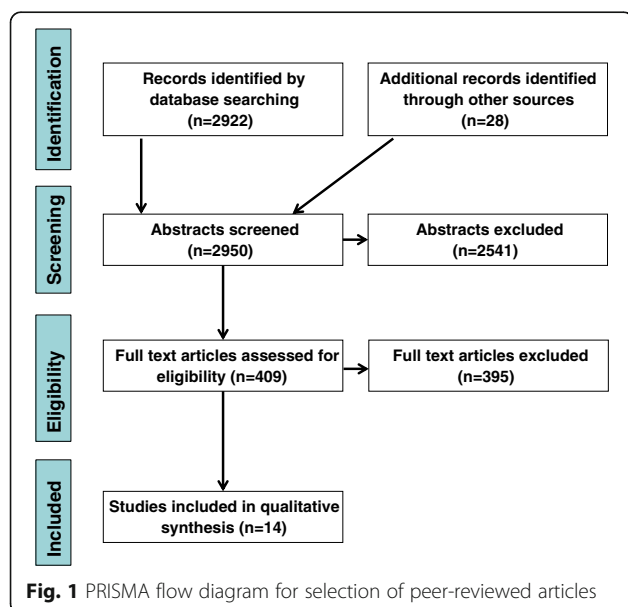 Identification
Records identified by
database searching
(n=2922)
Additional records identified
through other sources
(n=28)
Screening
Abstracts screened
(n=2950)
Abstracts excluded
(n=2541)
Eligibility
Full text articles assessed for
eligibility (n=409)
Full text articles excluded
(n=395)
Included
Studies included in qualitative
synthesis (n=14)
Fig. 1 PRISMA flow diagram for selection of peer-reviewed articles